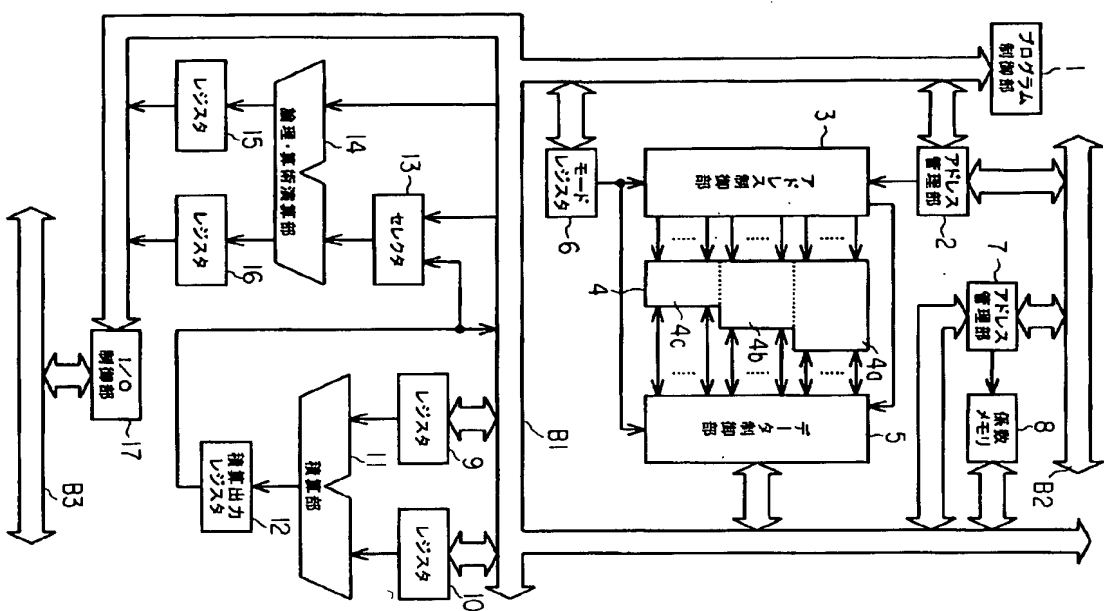 プログラム
制御部
1
アドレス
管理部
2
アドレス制御部
3
4
4a
4b
4c
データ制御部
5
モード
レジスタ
6
アドレス
管理部
7
係数
メモリ
8
B2
B1
レジスタ
9
レジスタ
10
積算部
11
積算出力
レジスタ
12
セレクタ
13
論理・算術演算部
14
レジスタ
15
レジスタ
16
I/O
制御部
17
B3